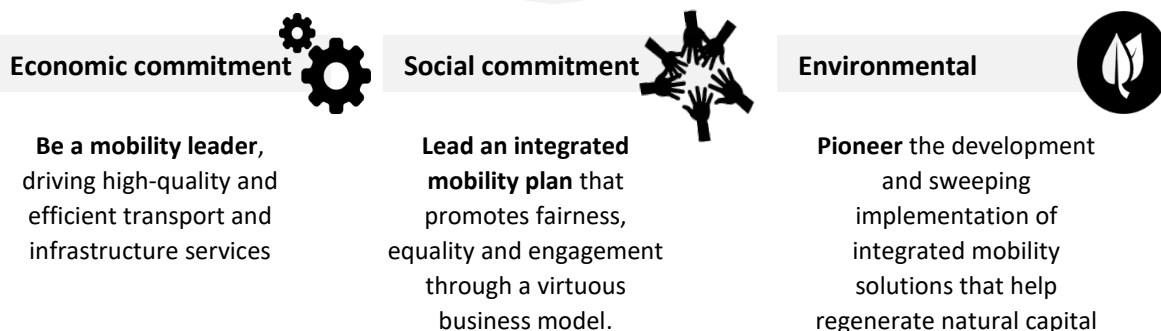 Economic commitment
Be a mobility leader,
driving high-quality and
efficient transport and
infrastructure services
Social commitment
Lead an integrated
mobility plan that
promotes fairness,
equality and engagement
through a virtuous
business model.
Environmental
Pioneer the development
and sweeping
implementation of
integrated mobility
solutions that help
regenerate natural capital